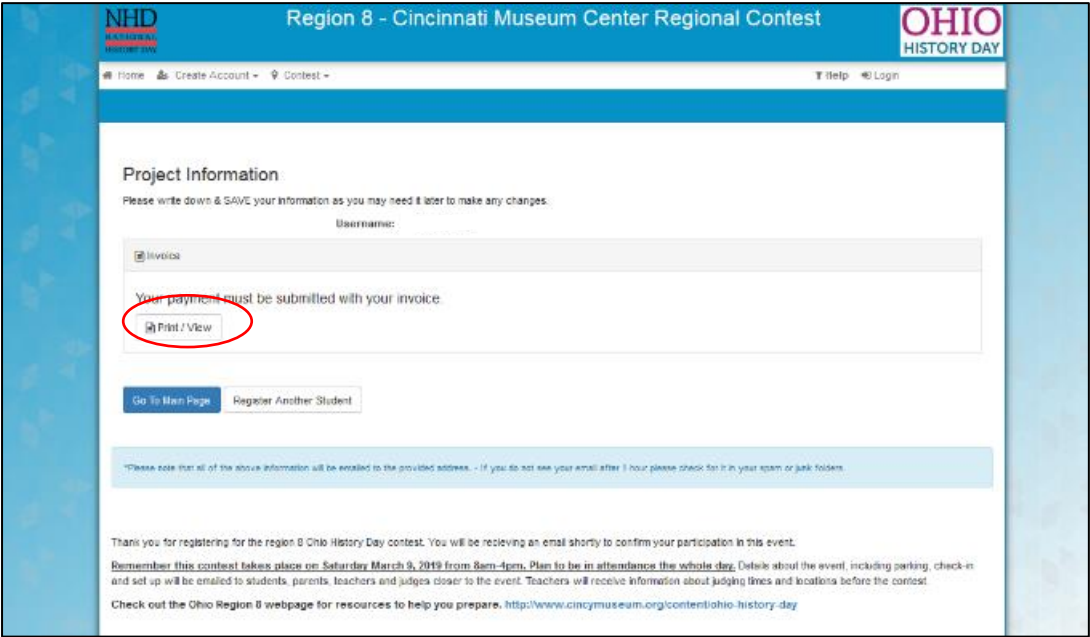 NHD
NATIONAL
HISTORY DAY
Region 8 - Cincinnati Museum Center Regional Contest
OHIO
HISTORY DAY
Home Create Account Contest Help Login
Project Information
Please write down & SAVE your information as you may need it later to make any changes.
Username:
Invoice
Your payment must be submitted with your invoice
Print / View
Go To Main Page Register Another Student
*Please note that all of the above information will be emailed to the provided address. - If you do not see your email after 1 hour please check for it in your spam or junk folders.
Thank you for registering for the region 8 Ohio History Day contest. You will be recieving an email shortly to confirm your participation in this event.
Remember this contest takes place on Saturday March 9, 2019 from 8am-4pm. Plan to be in attendance the whole day. Details about the event, including parking, check-in
and set up will be emailed to students, parents, teachers and judges closer to the event. Teachers will receive information about judging times and locations before the contest.
Check out the Ohio Region 8 webpage for resources to help you prepare. http://www.cincymuseum.org/content/ohio-history-day